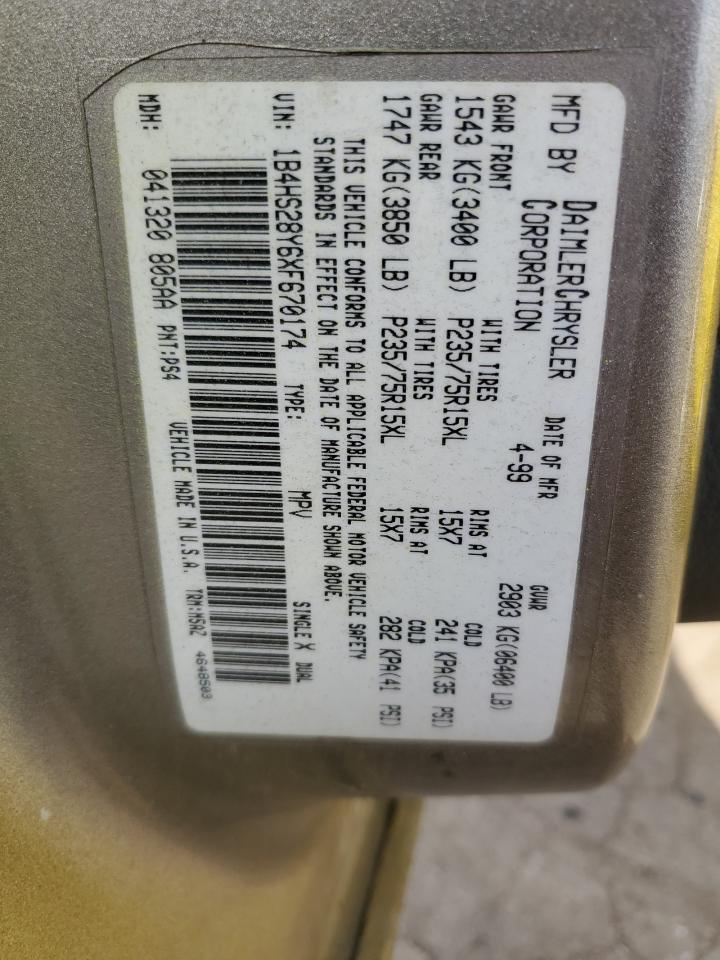 MFD BY DAIMLERCHRYSLER CORPORATION
DATE OF MFR 4-99
GVWR 2903 KG(06400 LB)
GAWR FRONT WITH TIRES RIMS AT COLD
1543 KG(3400 LB) P235/75R15XL 15X7 241 KPA(35 PSI)
GAWR REAR WITH TIRES RIMS AT COLD
1747 KG(3850 LB) P235/75R15XL 15X7 282 KPA(41 PSI)
THIS VEHICLE CONFORMS TO ALL APPLICABLE FEDERAL MOTOR VEHICLE SAFETY
STANDARDS IN EFFECT ON THE DATE OF MANUFACTURE SHOWN ABOVE.
VIN: 1B4HS28Y6XF670174 TYPE: MPV SINGLE X DUAL
MDH: 041320 805AA PNT:PS4 VEHICLE MADE IN U.S.A. TRM:M5AZ 4648503